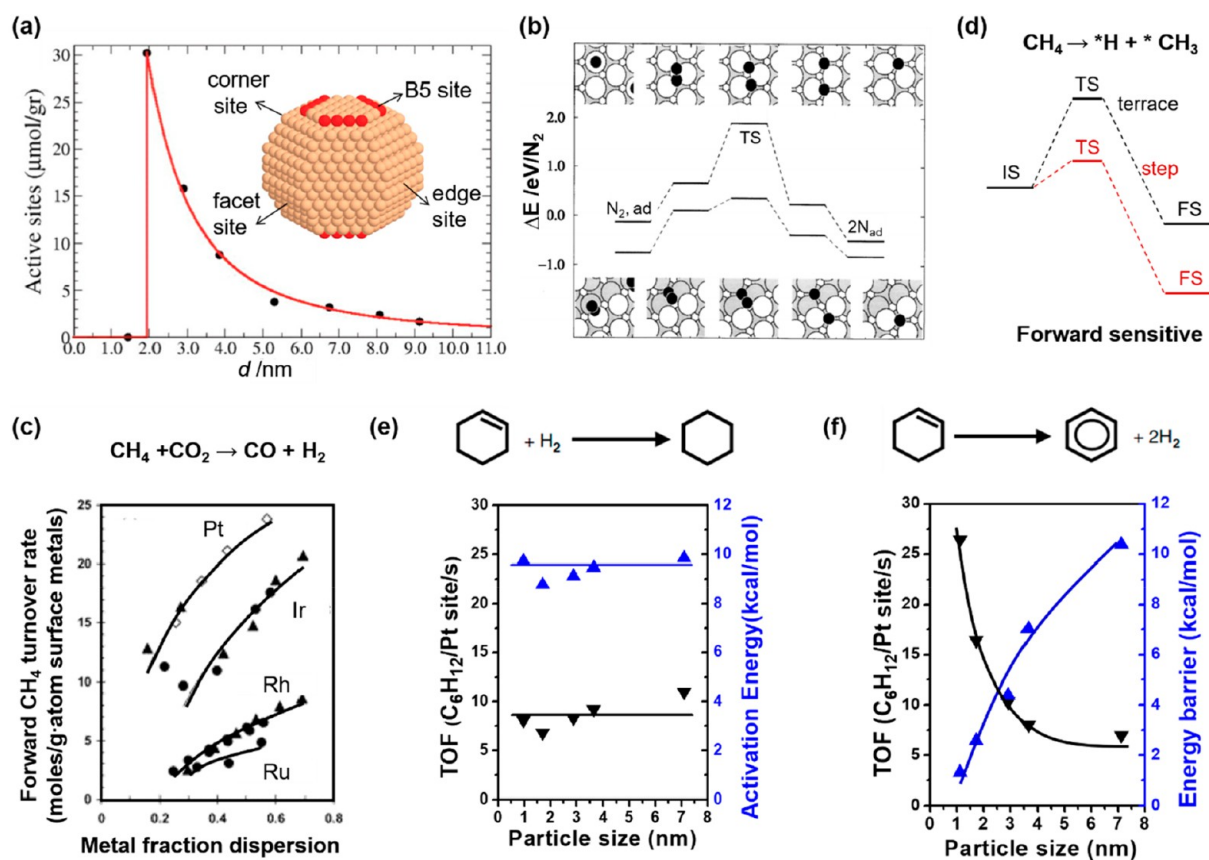 (a)
Active sites (μmol/gr)
30
25
20
15
10
5
0
0.0 1.0 2.0 3.0 4.0 5.0 6.0 7.0 8.0 9.0 10.0 11.0
d /nm
corner
site
B5 site
facet
site
edge
site
(b)
ΔE /eV/N2
2.0
1.0
0.0
−1.0
N2, ad
TS
2Nad
(d)
CH4 → *H + * CH3
TS
terrace
TS
step
IS
FS
FS
Forward sensitive
(c)
CH4 +CO2 → CO + H2
Forward CH4 turnover rate
(moles/g·atom surface metals)
25
20
15
10
5
0
Pt
Ir
Rh
Ru
0 0.2 0.4 0.6 0.8
Metal fraction dispersion
(e)
+ H2
TOF (C6H12/Pt site/s)
30
25
20
15
10
5
0
12
10
8
6
4
2
0
Activation Energy(kcal/mol)
0 1 2 3 4 5 6 7 8
Particle size (nm)
(f)
+ 2H2
TOF (C6H12/Pt site/s)
30
25
20
15
10
5
0
12
10
8
6
4
2
0
Energy barrier (kcal/mol)
0 1 2 3 4 5 6 7 8
Particle size (nm)